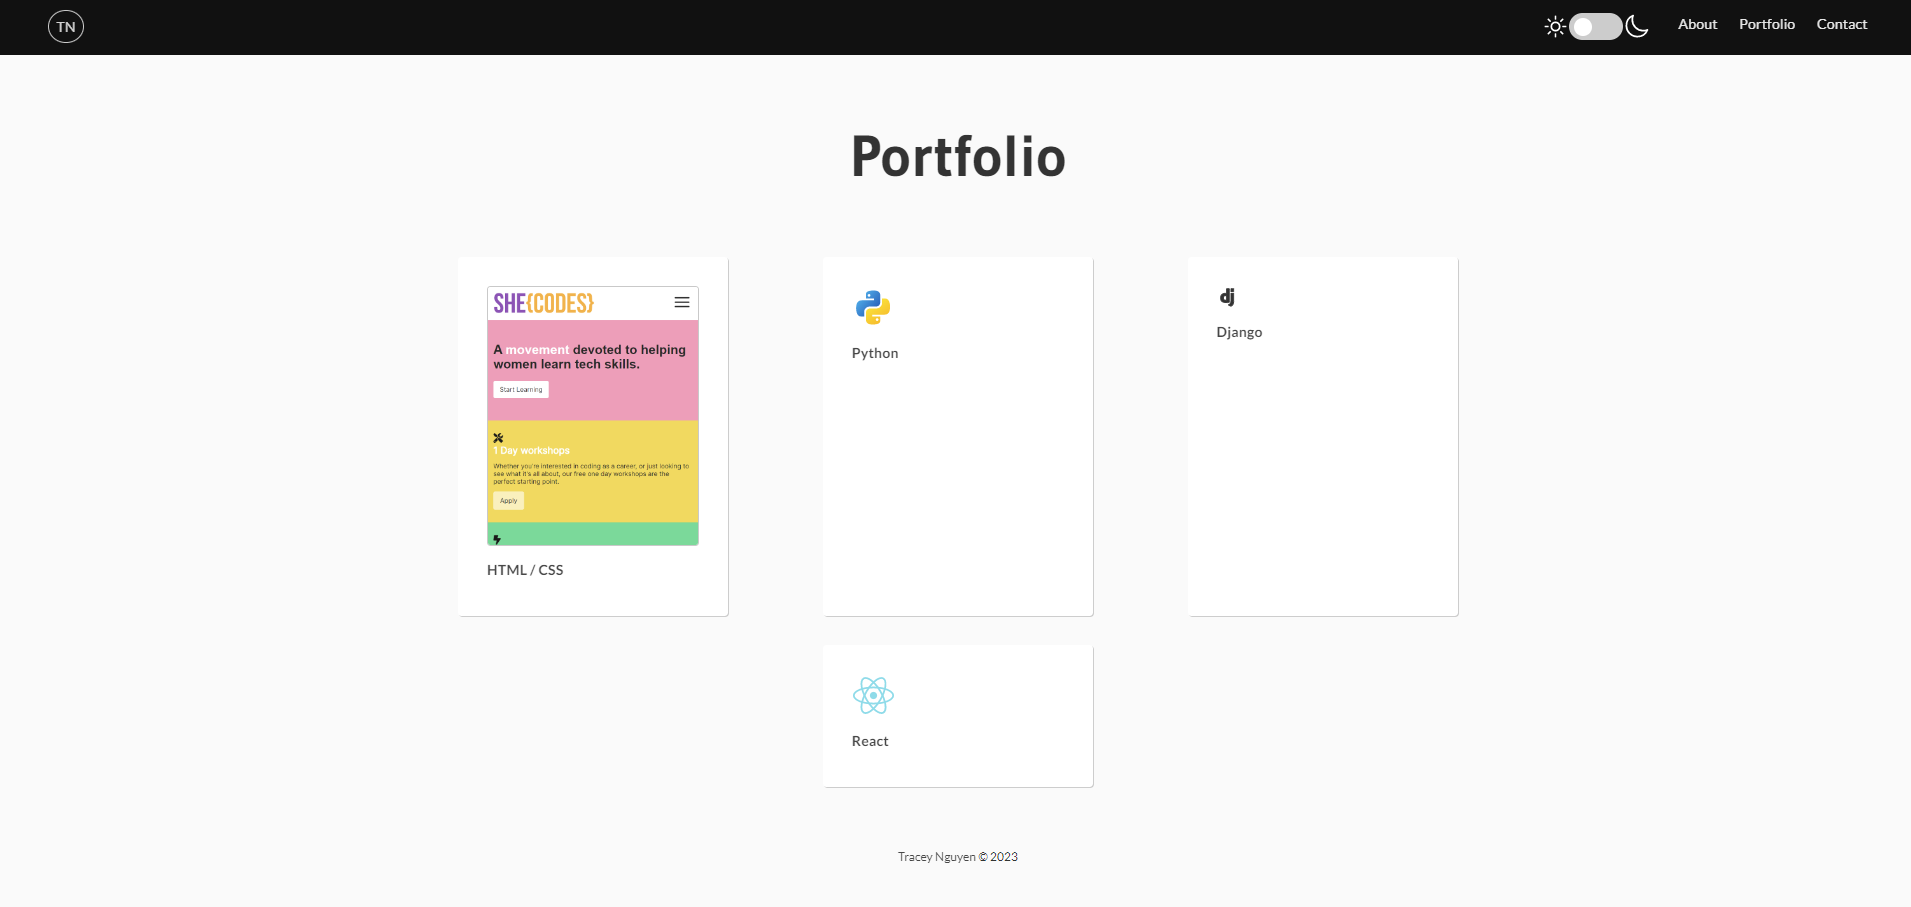 TN
About Portfolio Contact
Portfolio
SHE{CODES}
A movement devoted to helping
women learn tech skills.
Start Learning
1 Day workshops
Whether you're interested in coding as a career, or just looking to
see what it's all about, our free one day workshops are the
perfect starting point.
Apply
HTML / CSS
Python
dj
Django
React
Tracey Nguyen © 2023